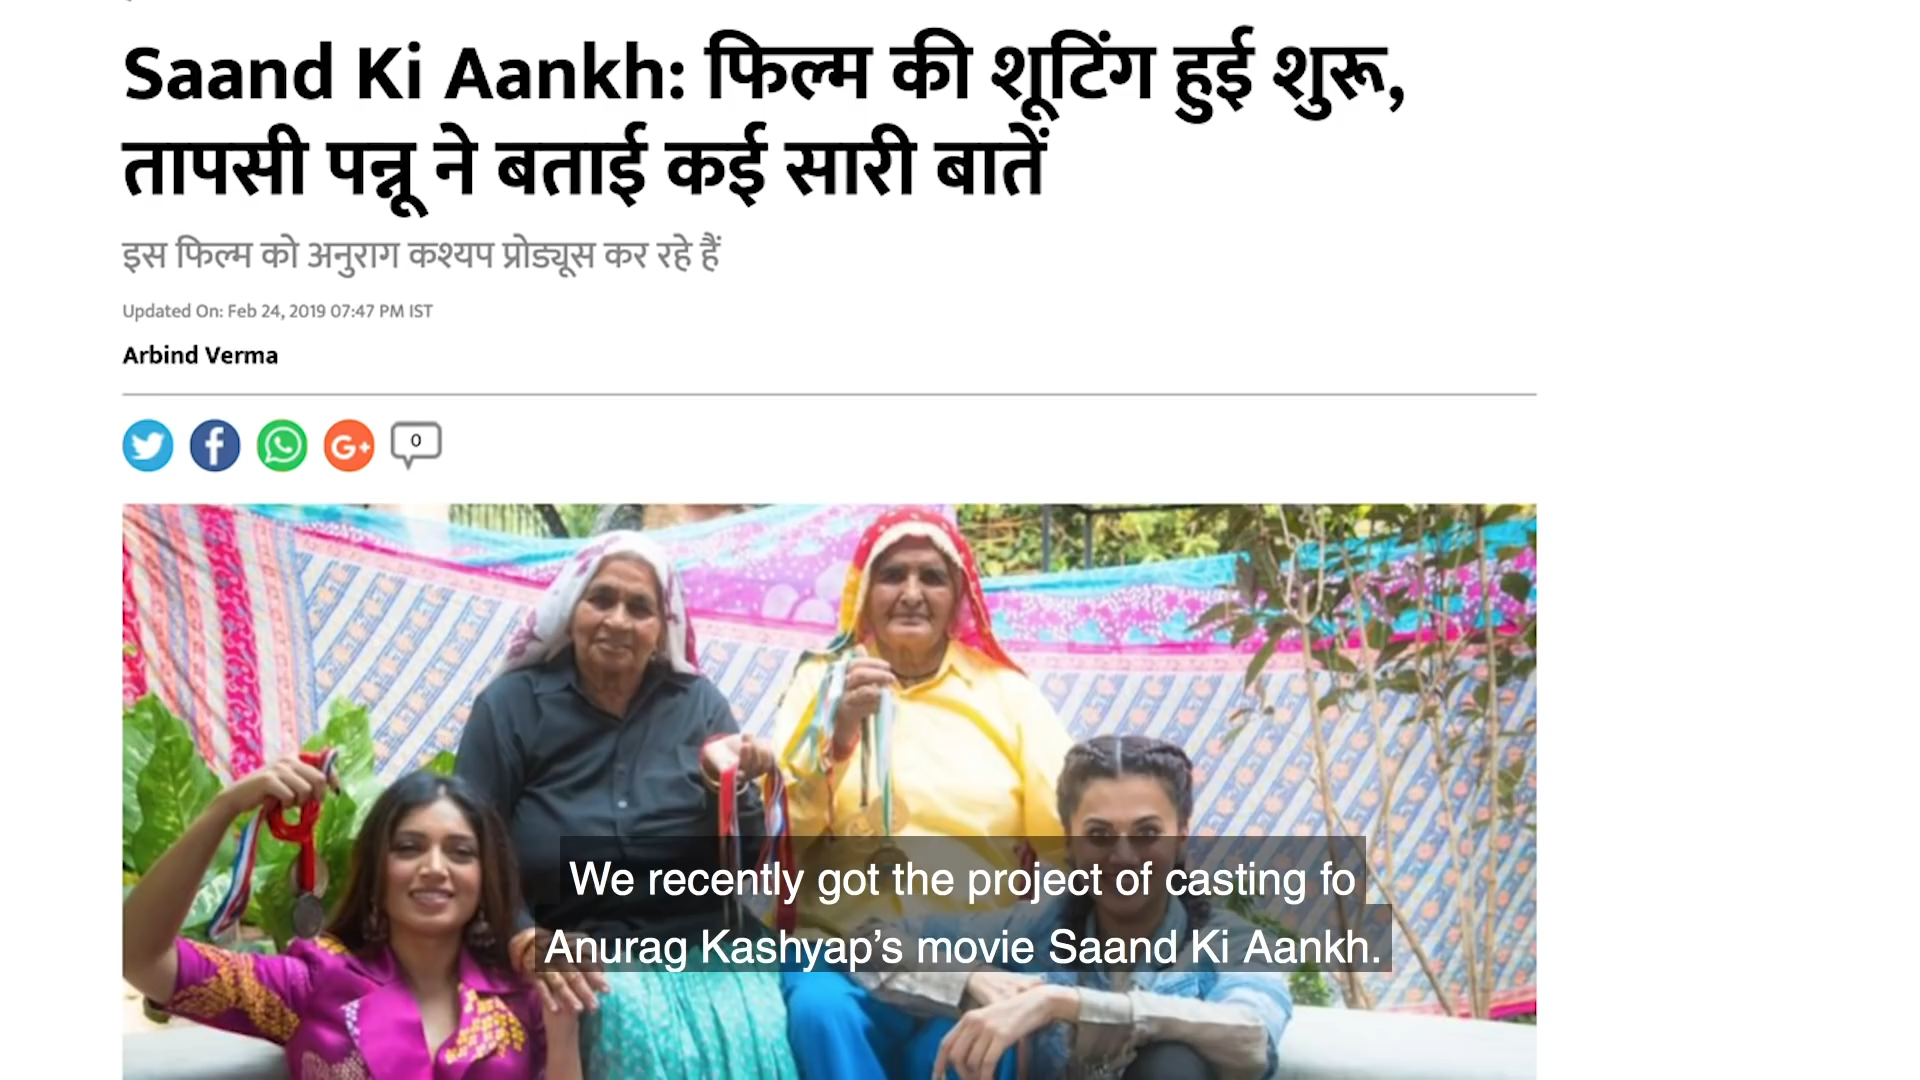 Saand Ki Aankh: फिल्म की शूटिंग हुई शुरू,
तापसी पन्नू ने बताई कई सारी बातें
इस फिल्म को अनुराग कश्यप प्रोड्यूस कर रहे हैं
Updated On: Feb 24, 2019 07:47 PM IST
Arbind Verma
G+ 0
We recently got the project of casting fo
Anurag Kashyap’s movie Saand Ki Aankh.